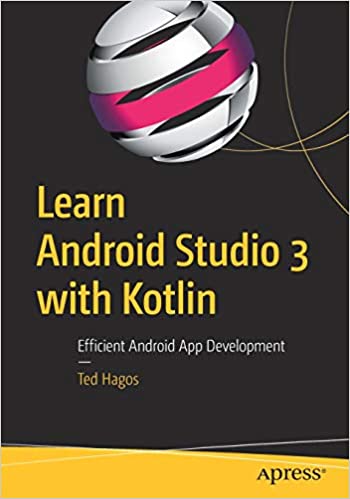 Learn
Android Studio 3
with Kotlin
Efficient Android App Development
—
Ted Hagos
Apress®